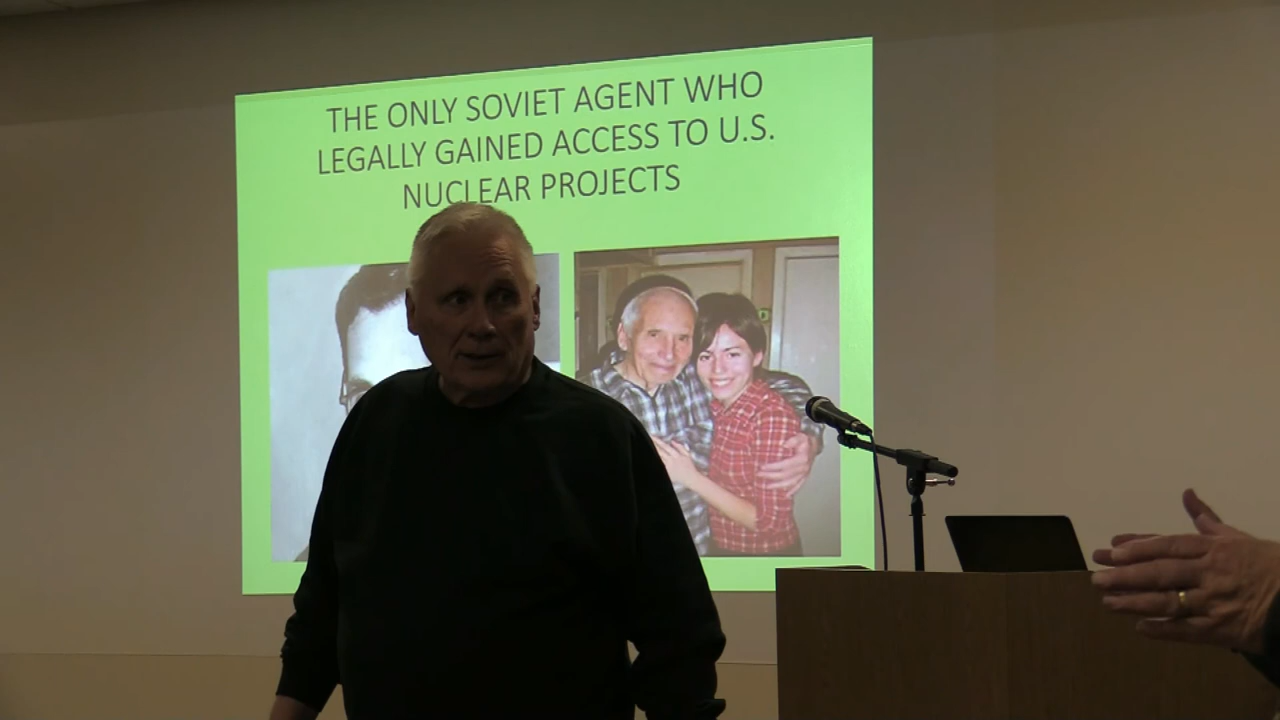 THE ONLY SOVIET AGENT WHO
LEGALLY GAINED ACCESS TO U.S.
NUCLEAR PROJECTS